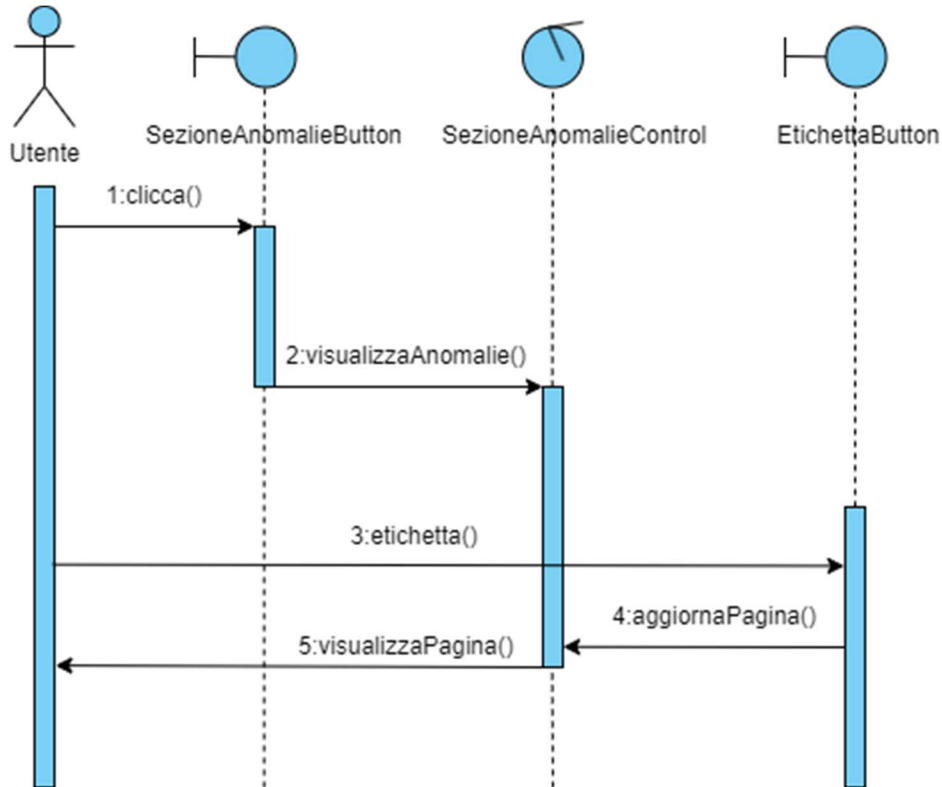 Utente
SezioneAnomalieButton
SezioneAnomalieControl
EtichettaButton
1:clicca()
2:visualizzaAnomalie()
3:etichetta()
4:aggiornaPagina()
5:visualizzaPagina()